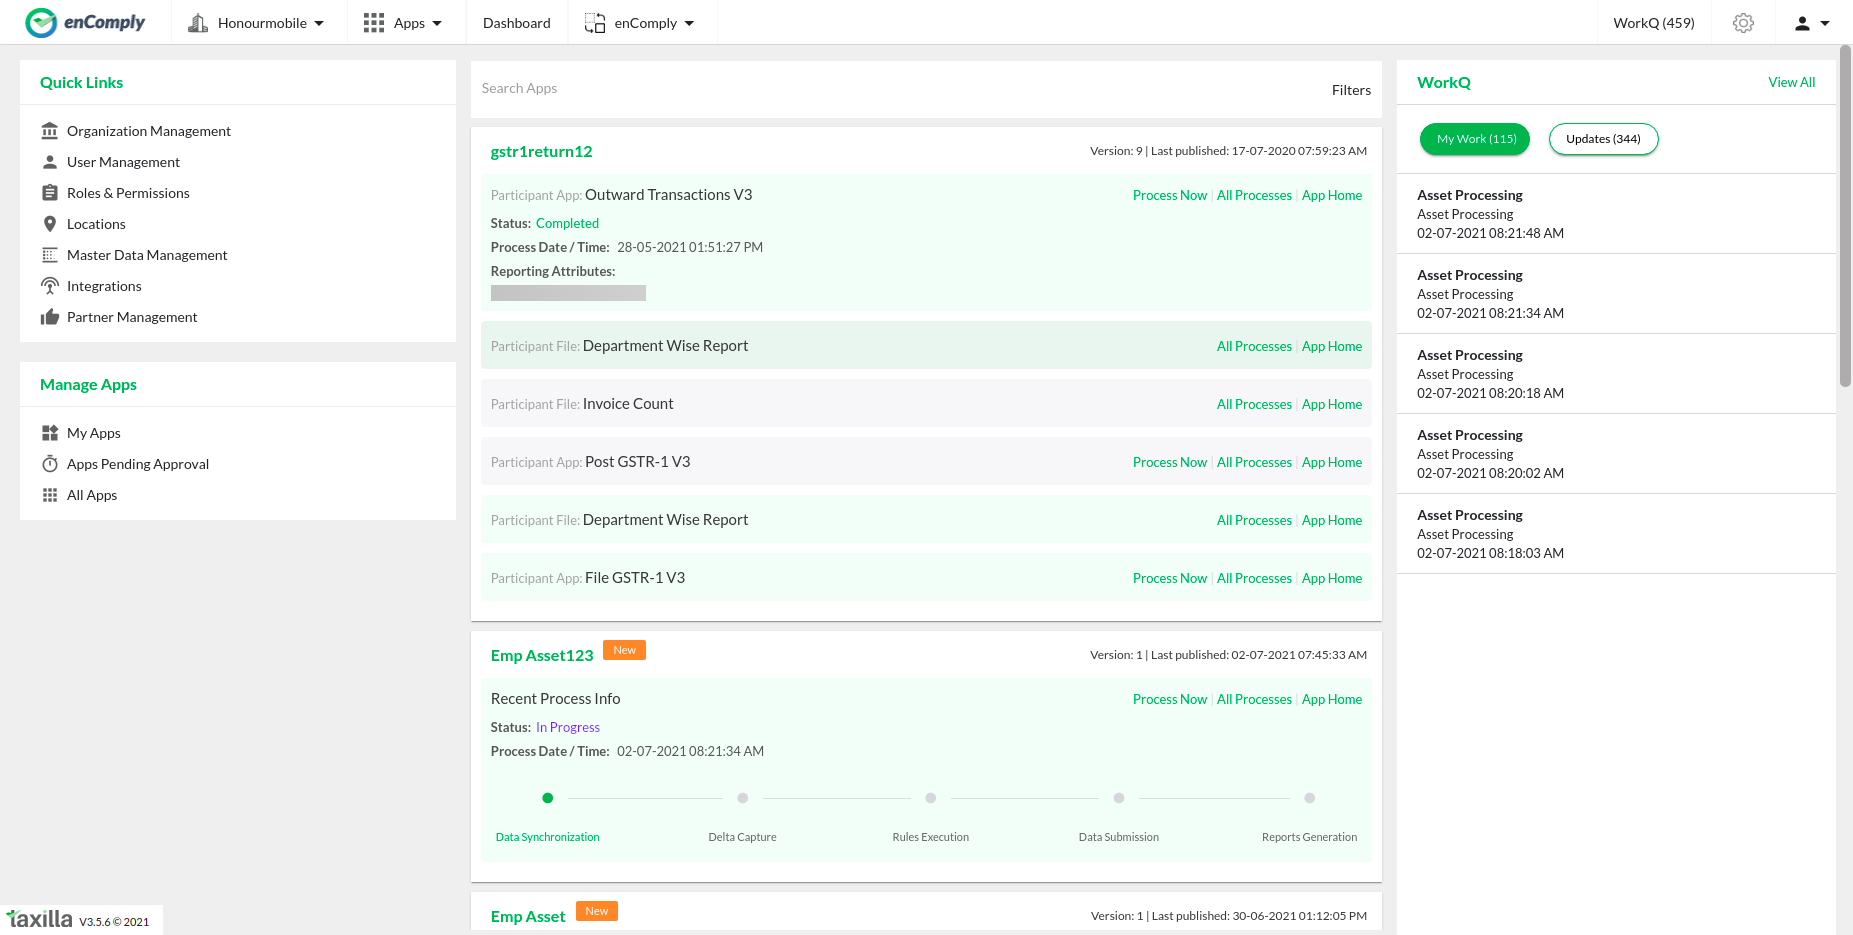 enComply
Honourmobile
Apps
Dashboard
enComply
WorkQ (459)
Quick Links
Organization Management
User Management
Roles & Permissions
Locations
Master Data Management
Integrations
Partner Management
Manage Apps
My Apps
Apps Pending Approval
All Apps
Search Apps
Filters
gstr1return12
Version: 9 | Last published: 17-07-2020 07:59:23 AM
Participant App: Outward Transactions V3
Process Now | All Processes | App Home
Status: Completed
Process Date / Time: 28-05-2021 01:51:27 PM
Reporting Attributes:
Participant File: Department Wise Report
All Processes | App Home
Participant File: Invoice Count
All Processes | App Home
Participant App: Post GSTR-1 V3
Process Now | All Processes | App Home
Participant File: Department Wise Report
All Processes | App Home
Participant App: File GSTR-1 V3
Process Now | All Processes | App Home
Emp Asset123
New
Version: 1 | Last published: 02-07-2021 07:45:33 AM
Recent Process Info
Process Now | All Processes | App Home
Status: In Progress
Process Date / Time: 02-07-2021 08:21:34 AM
Data Synchronization
Delta Capture
Rules Execution
Data Submission
Reports Generation
Emp Asset
New
Version: 1 | Last published: 30-06-2021 01:12:05 PM
WorkQ
View All
My Work (115)
Updates (344)
Asset Processing
Asset Processing
02-07-2021 08:21:48 AM
Asset Processing
Asset Processing
02-07-2021 08:21:34 AM
Asset Processing
Asset Processing
02-07-2021 08:20:18 AM
Asset Processing
Asset Processing
02-07-2021 08:20:02 AM
Asset Processing
Asset Processing
02-07-2021 08:18:03 AM
taxilla V3.5.6 © 2021